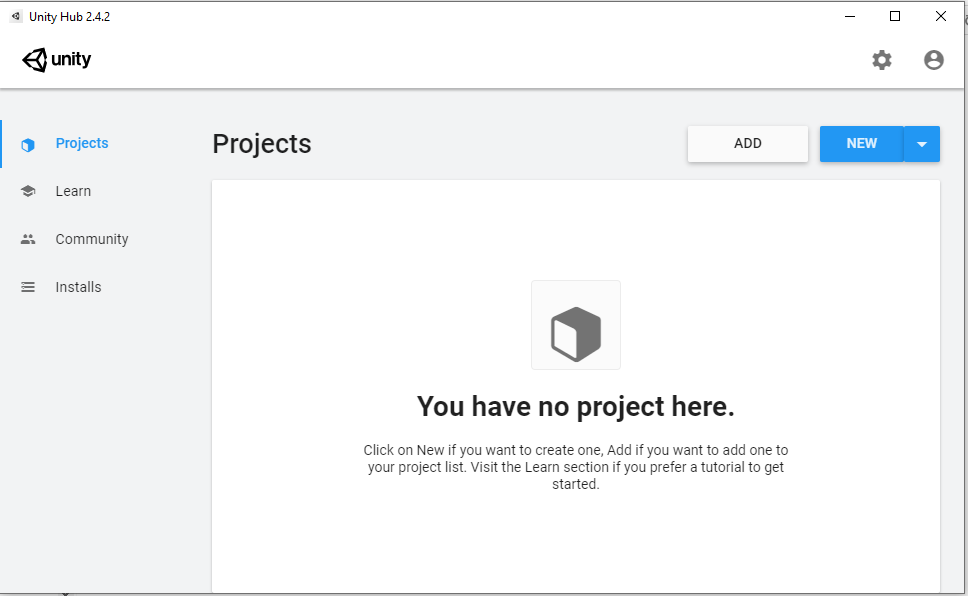 Unity Hub 2.4.2
unity
Projects
Learn
Community
Installs
Projects
ADD
NEW
You have no project here.
Click on New if you want to create one, Add if you want to add one to
your project list. Visit the Learn section if you prefer a tutorial to get
started.